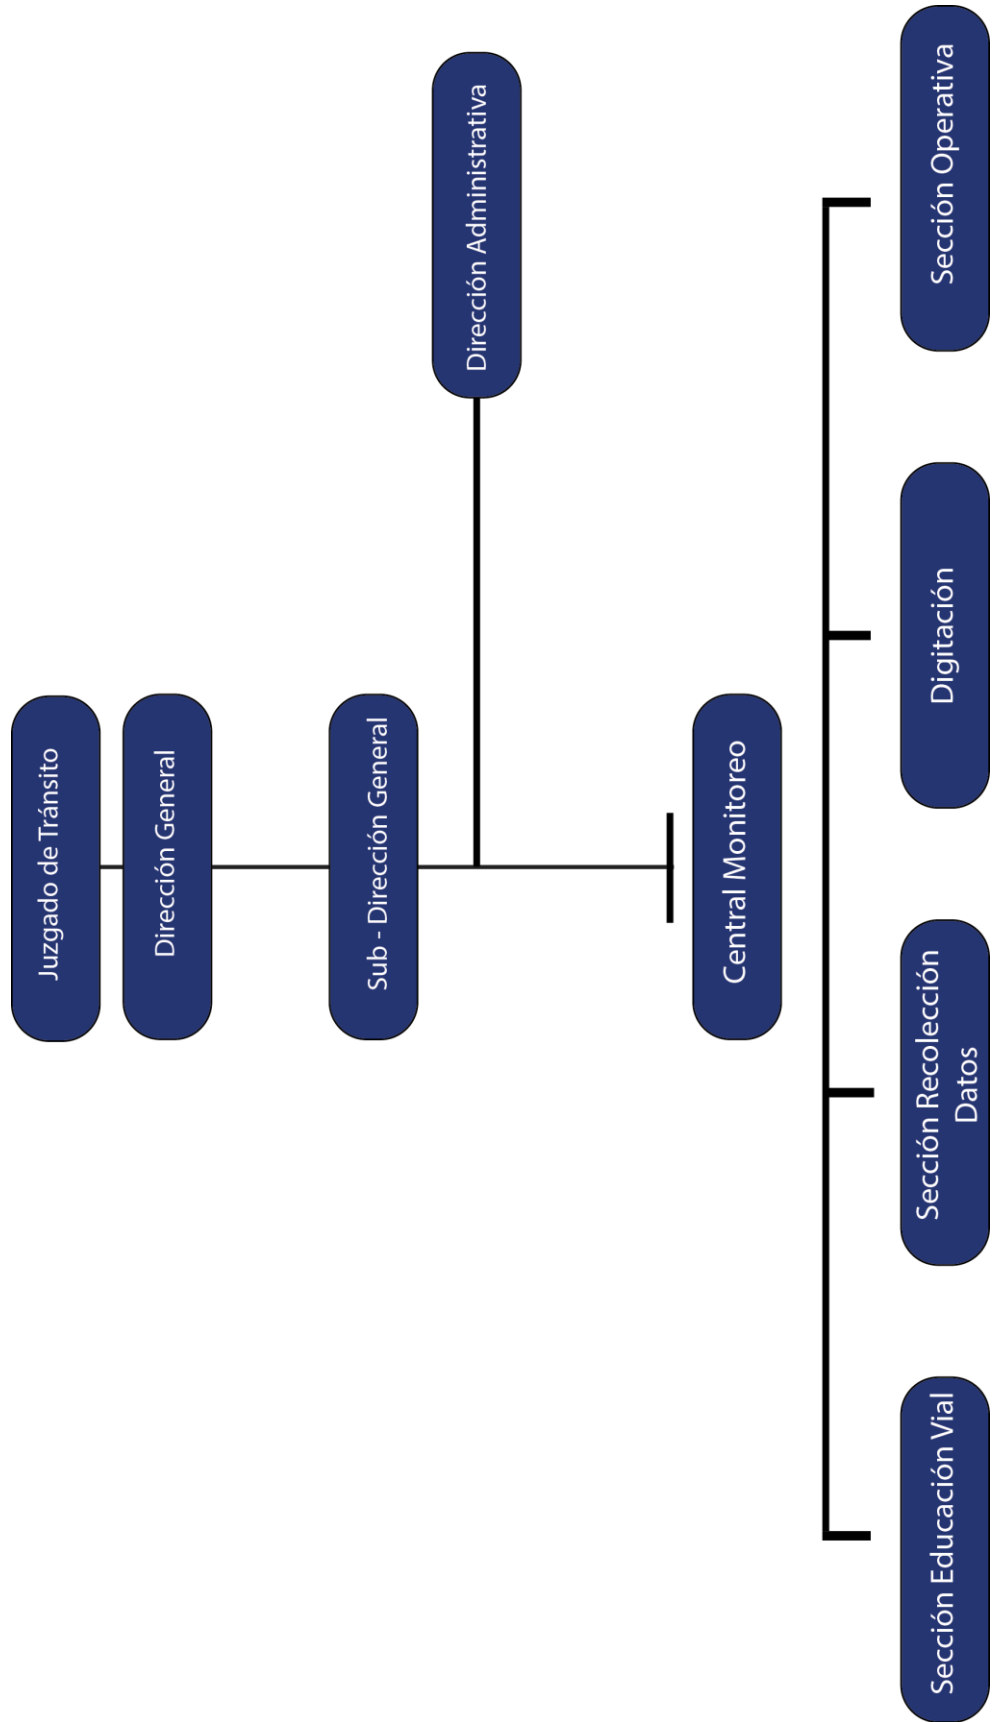 Juzgado de Tránsito
Dirección General
Sub - Dirección General
Dirección Administrativa
Central Monitoreo
Sección Educación Vial
Sección Recolección
Datos
Digitación
Sección Operativa